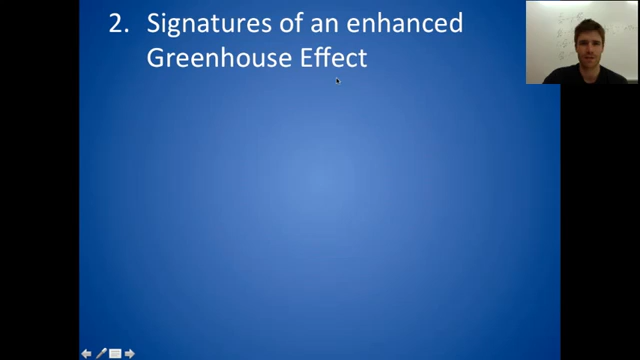 2. Signatures of an enhanced
Greenhouse Effect